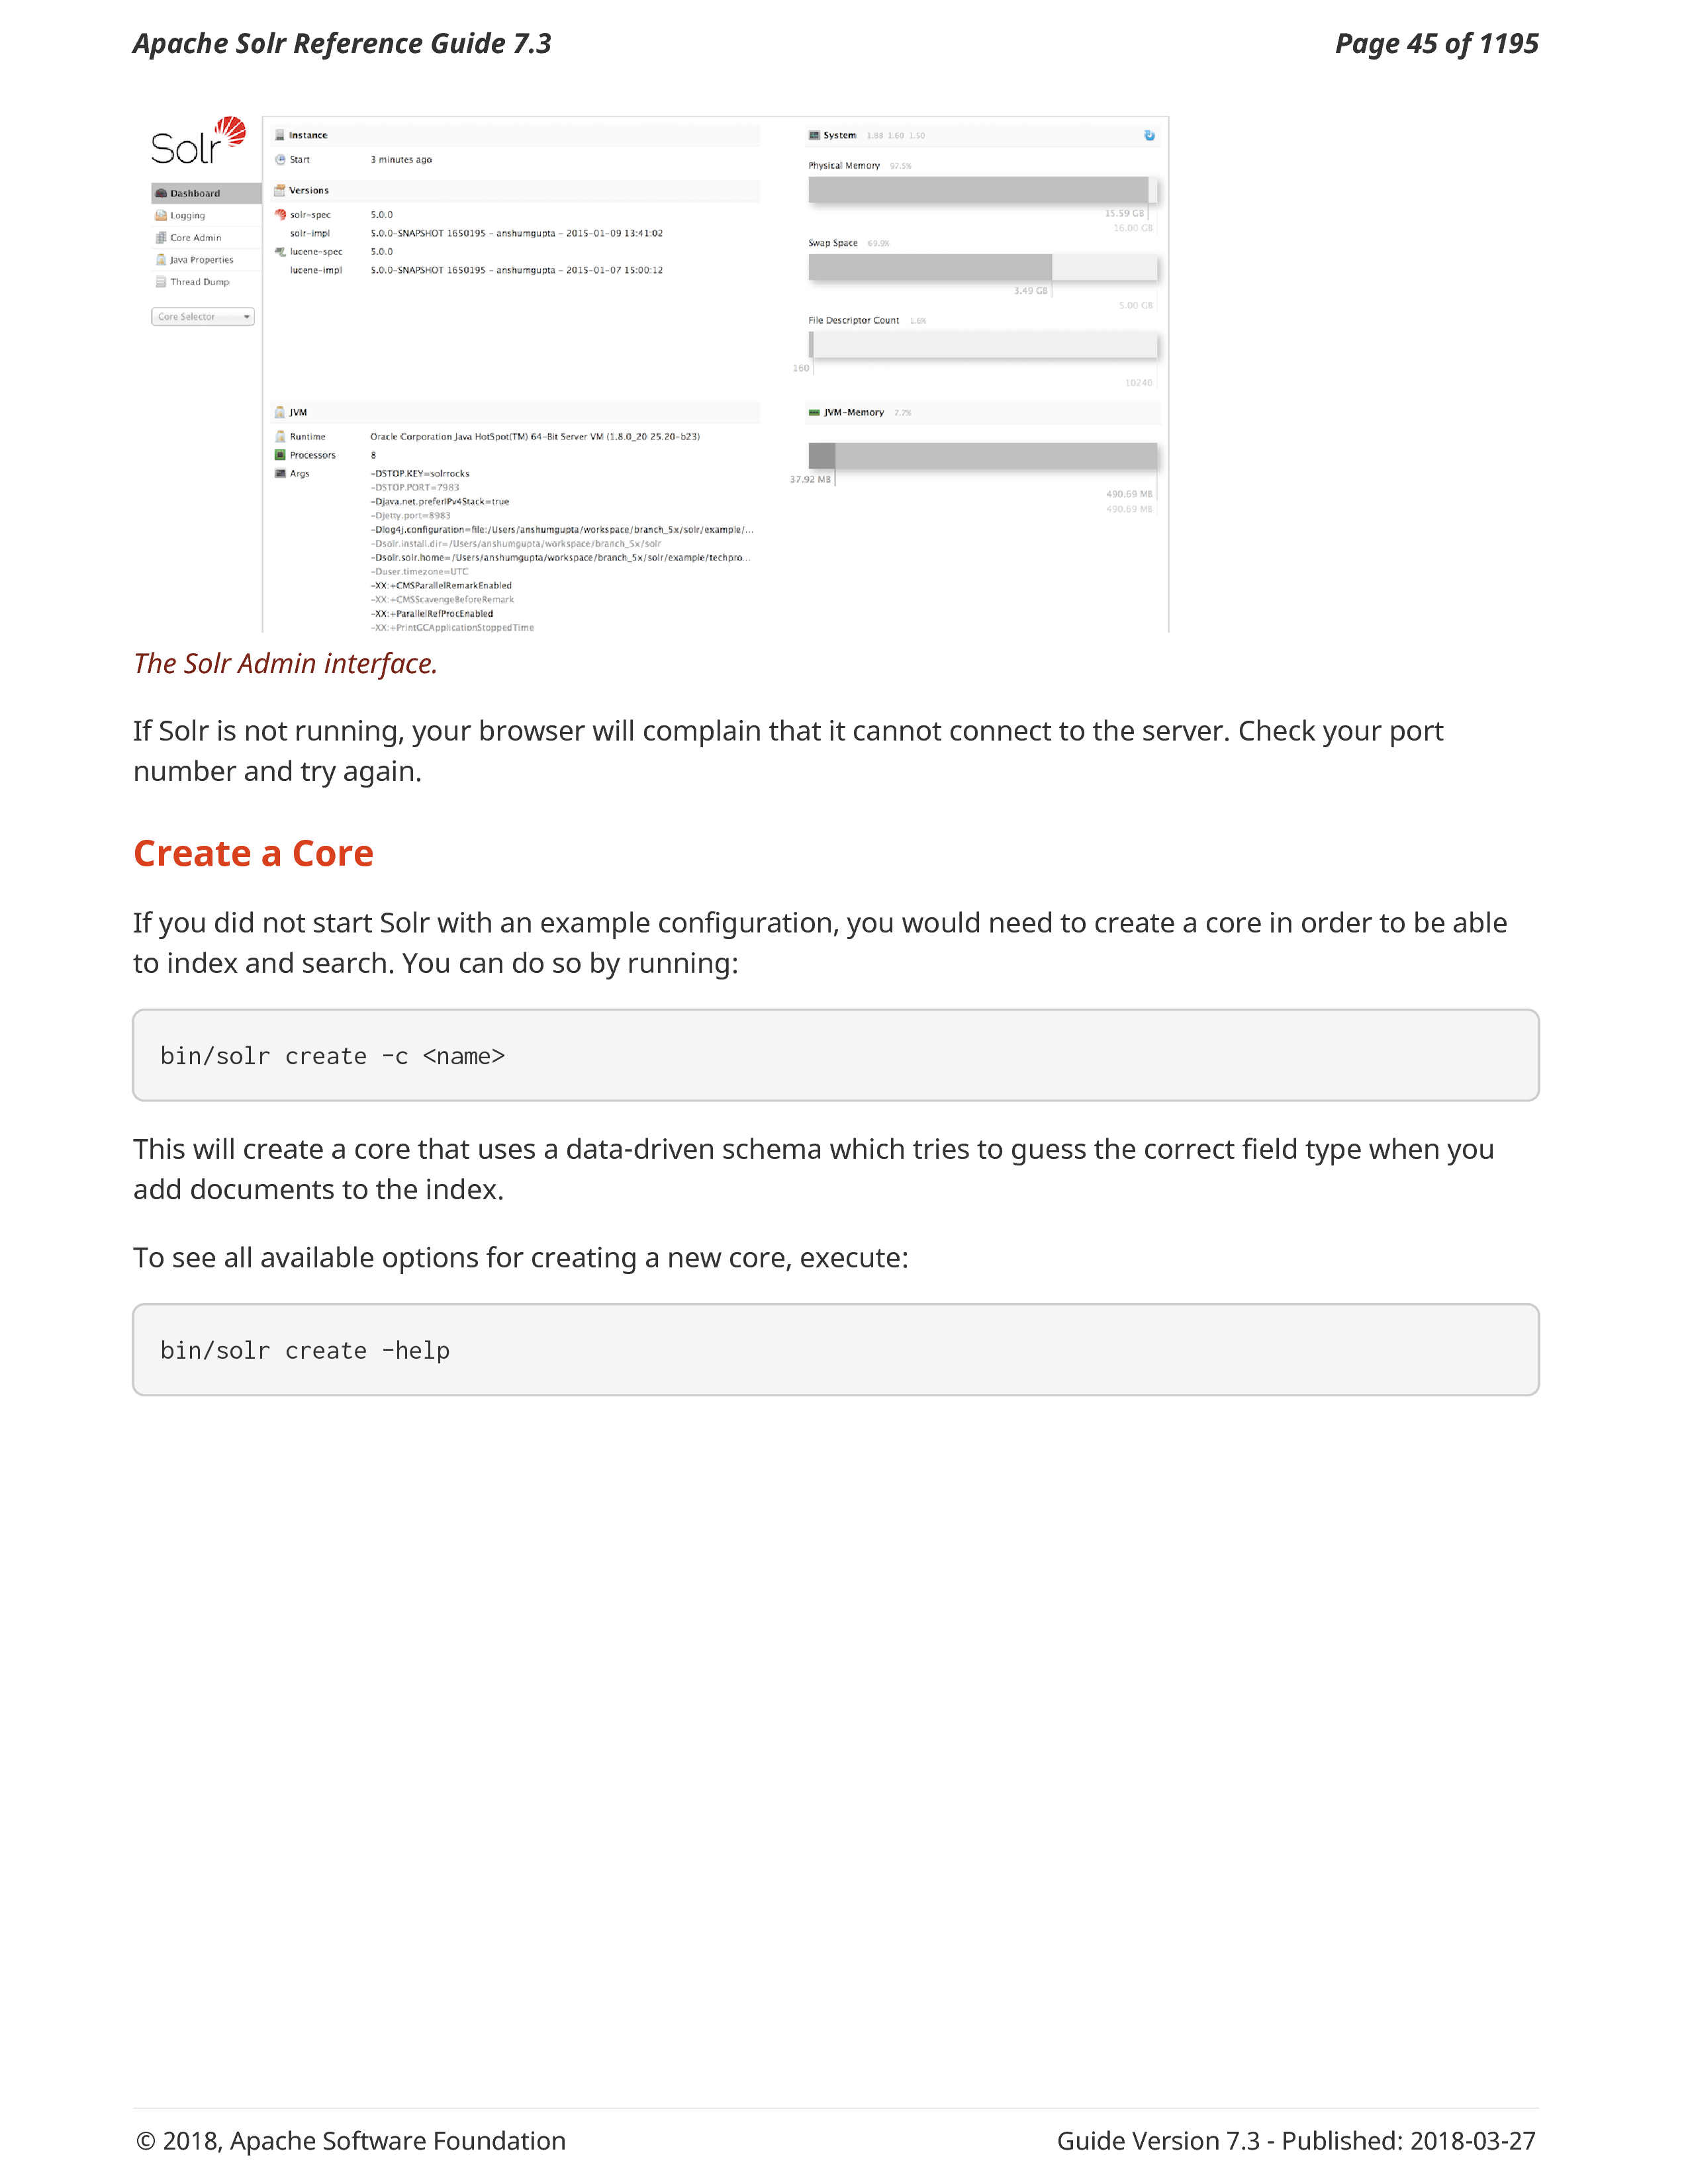 Apache Solr Reference Guide 7.3 Page 45 of 1195
Solr
Dashboard
Logging
Core Admin
Java Properties
Thread Dump
Core Selector
Instance
Start 3 minutes ago
Versions
solr-spec 5.0.0
solr-impl 5.0.0-SNAPSHOT 1650195 - anshumgupta - 2015-01-09 13:41:02
lucene-spec 5.0.0
lucene-impl 5.0.0-SNAPSHOT 1650195 - anshumgupta - 2015-01-07 15:00:12
JVM
Runtime Oracle Corporation Java HotSpot(TM) 64-Bit Server VM (1.8.0_20 25.20-b23)
Processors 8
Args -DSTOP.KEY=solrrocks
-DSTOP.PORT=7983
-Djava.net.preferIPv4Stack=true
-Djetty.port=8983
-Dlog4j.configuration=file:/Users/anshumgupta/workspace/branch_5x/solr/example/...
-Dsolr.install.dir=/Users/anshumgupta/workspace/branch_5x/solr
-Dsolr.solr.home=/Users/anshumgupta/workspace/branch_5x/solr/example/techpro...
-Duser.timezone=UTC
-XX:+CMSParallelRemarkEnabled
-XX:+CMSScavengeBeforeRemark
-XX:+ParallelRefProcEnabled
-XX:+PrintGCApplicationStoppedTime
System 1.88 1.60 1.50
Physical Memory 97.5%
15.59 GB
16.00 GB
Swap Space 69.9%
3.49 GB
5.00 GB
File Descriptor Count 1.6%
160
10240
JVM-Memory 7.7%
37.92 MB
490.69 MB
490.69 MB
The Solr Admin interface.
If Solr is not running, your browser will complain that it cannot connect to the server. Check your port
number and try again.
Create a Core
If you did not start Solr with an example configuration, you would need to create a core in order to be able
to index and search. You can do so by running:
bin/solr create -c <name>
This will create a core that uses a data-driven schema which tries to guess the correct field type when you
add documents to the index.
To see all available options for creating a new core, execute:
bin/solr create -help
© 2018, Apache Software Foundation Guide Version 7.3 - Published: 2018-03-27